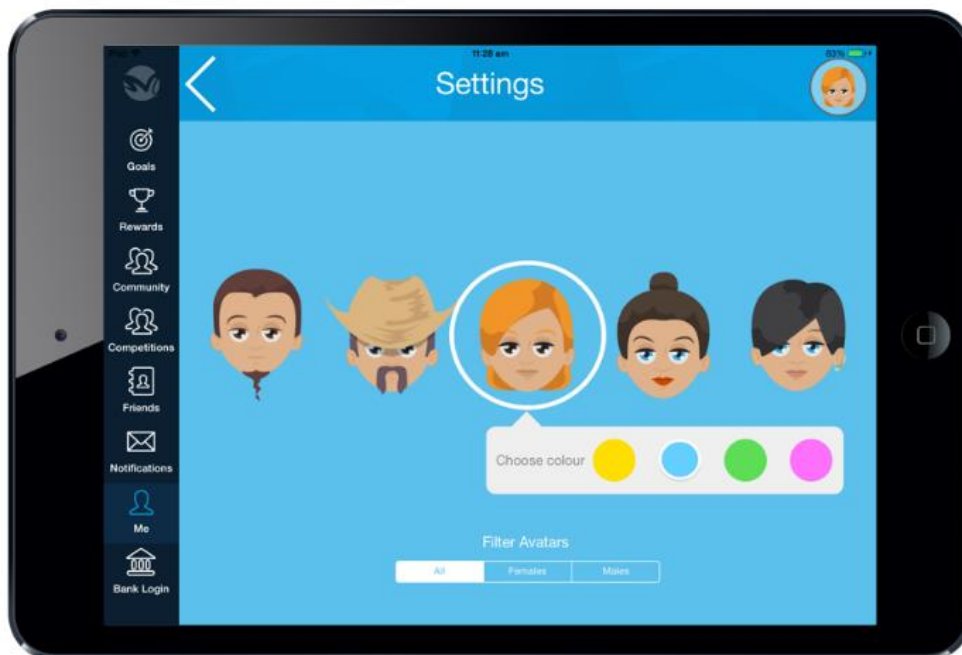 11:28 am
83%
Settings
Goals
Rewards
Community
Competitions
Friends
Notifications
Me
Bank Login
Choose colour
Filter Avatars
All
Females
Males